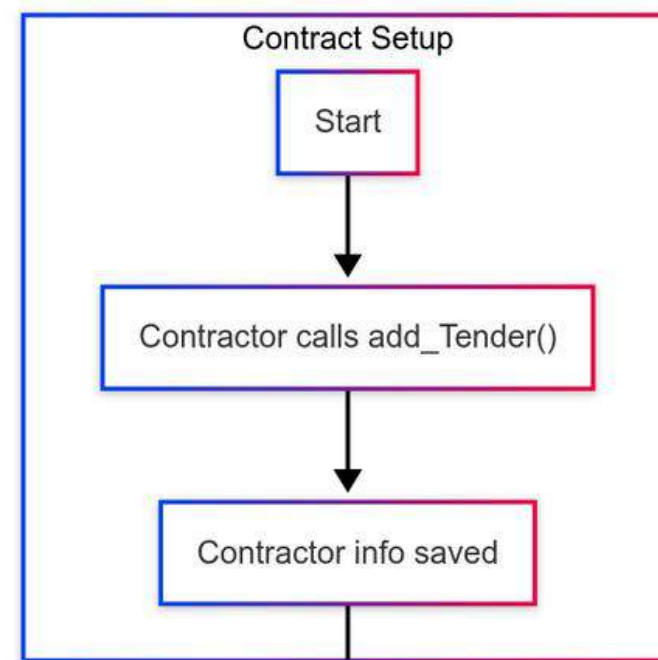 Contract Setup
Start
Contractor calls add_Tender()
Contractor info saved